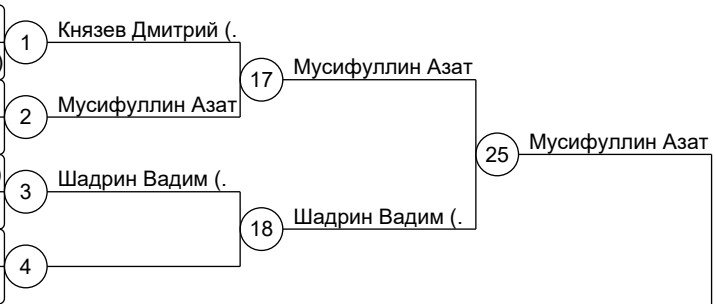 1
Князев Дмитрий (.
17
Мусифуллин Азат
2
Мусифуллин Азат
25
Мусифуллин Азат
3
Шадрин Вадим (.
18
Шадрин Вадим (.
4